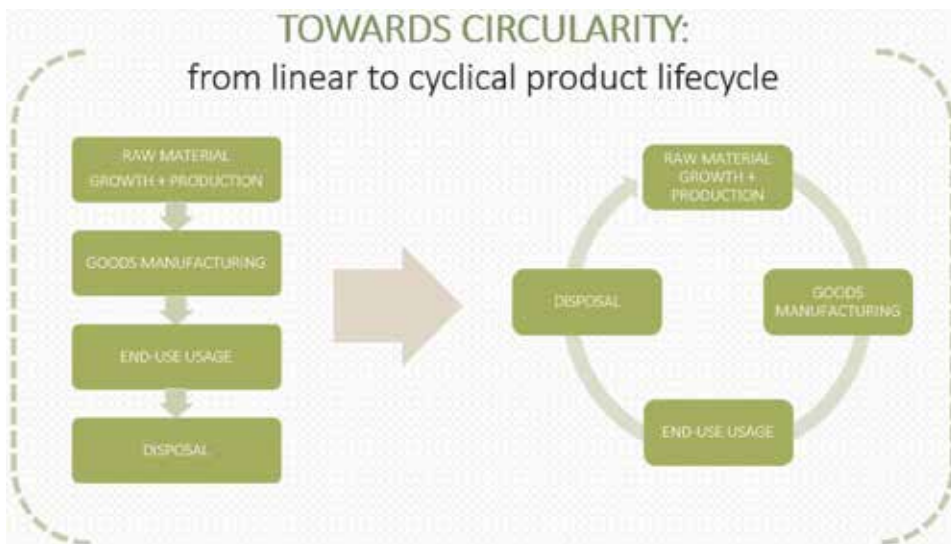 TOWARDS CIRCULARITY:
from linear to cyclical product lifecycle
RAW MATERIAL
GROWTH + PRODUCTION
GOODS MANUFACTURING
END-USE USAGE
DISPOSAL
RAW MATERIAL
GROWTH +
PRODUCTION
GOODS
MANUFACTURING
END-USE USAGE
DISPOSAL